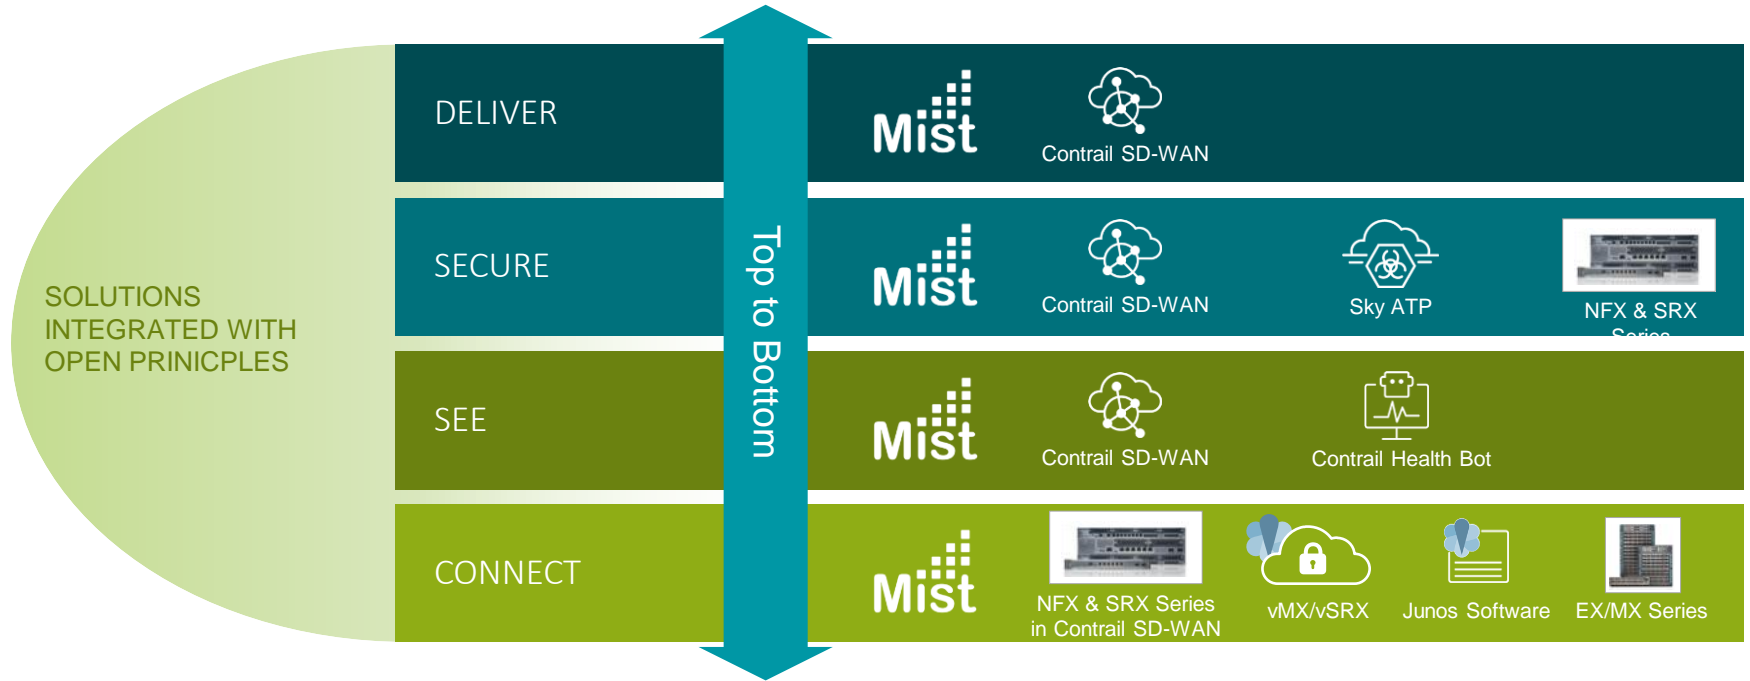 DELIVER
Mist
Contrail SD-WAN
SECURE
Mist
Contrail SD-WAN
Sky ATP
NFX & SRX
Series
SOLUTIONS
INTEGRATED WITH
OPEN PRINICPLES
Top to Bottom
SEE
Mist
Contrail SD-WAN
Contrail Health Bot
CONNECT
Mist
NFX & SRX Series
in Contrail SD-WAN
vMX/vSRX
Junos Software
EX/MX Series